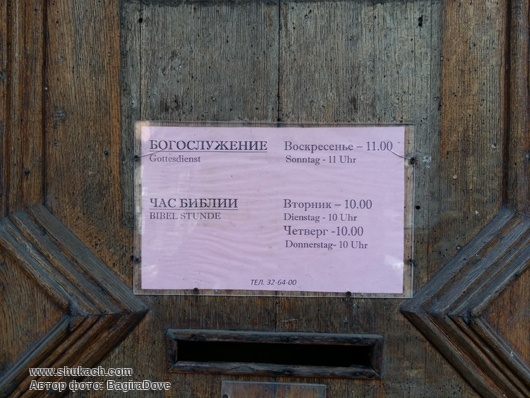 БОГОСЛУЖЕНИЕ Воскресенье – 11.00
Gottesdienst Sonntag - 11 Uhr
ЧАС БИБЛИИ Вторник – 10.00
BIBEL STUNDE Dienstag - 10 Uhr
Четверг -10.00
Donnerstag- 10 Uhr
ТЕЛ. 32-64-00
www.shukach.com
Автор фото: BagiraDove